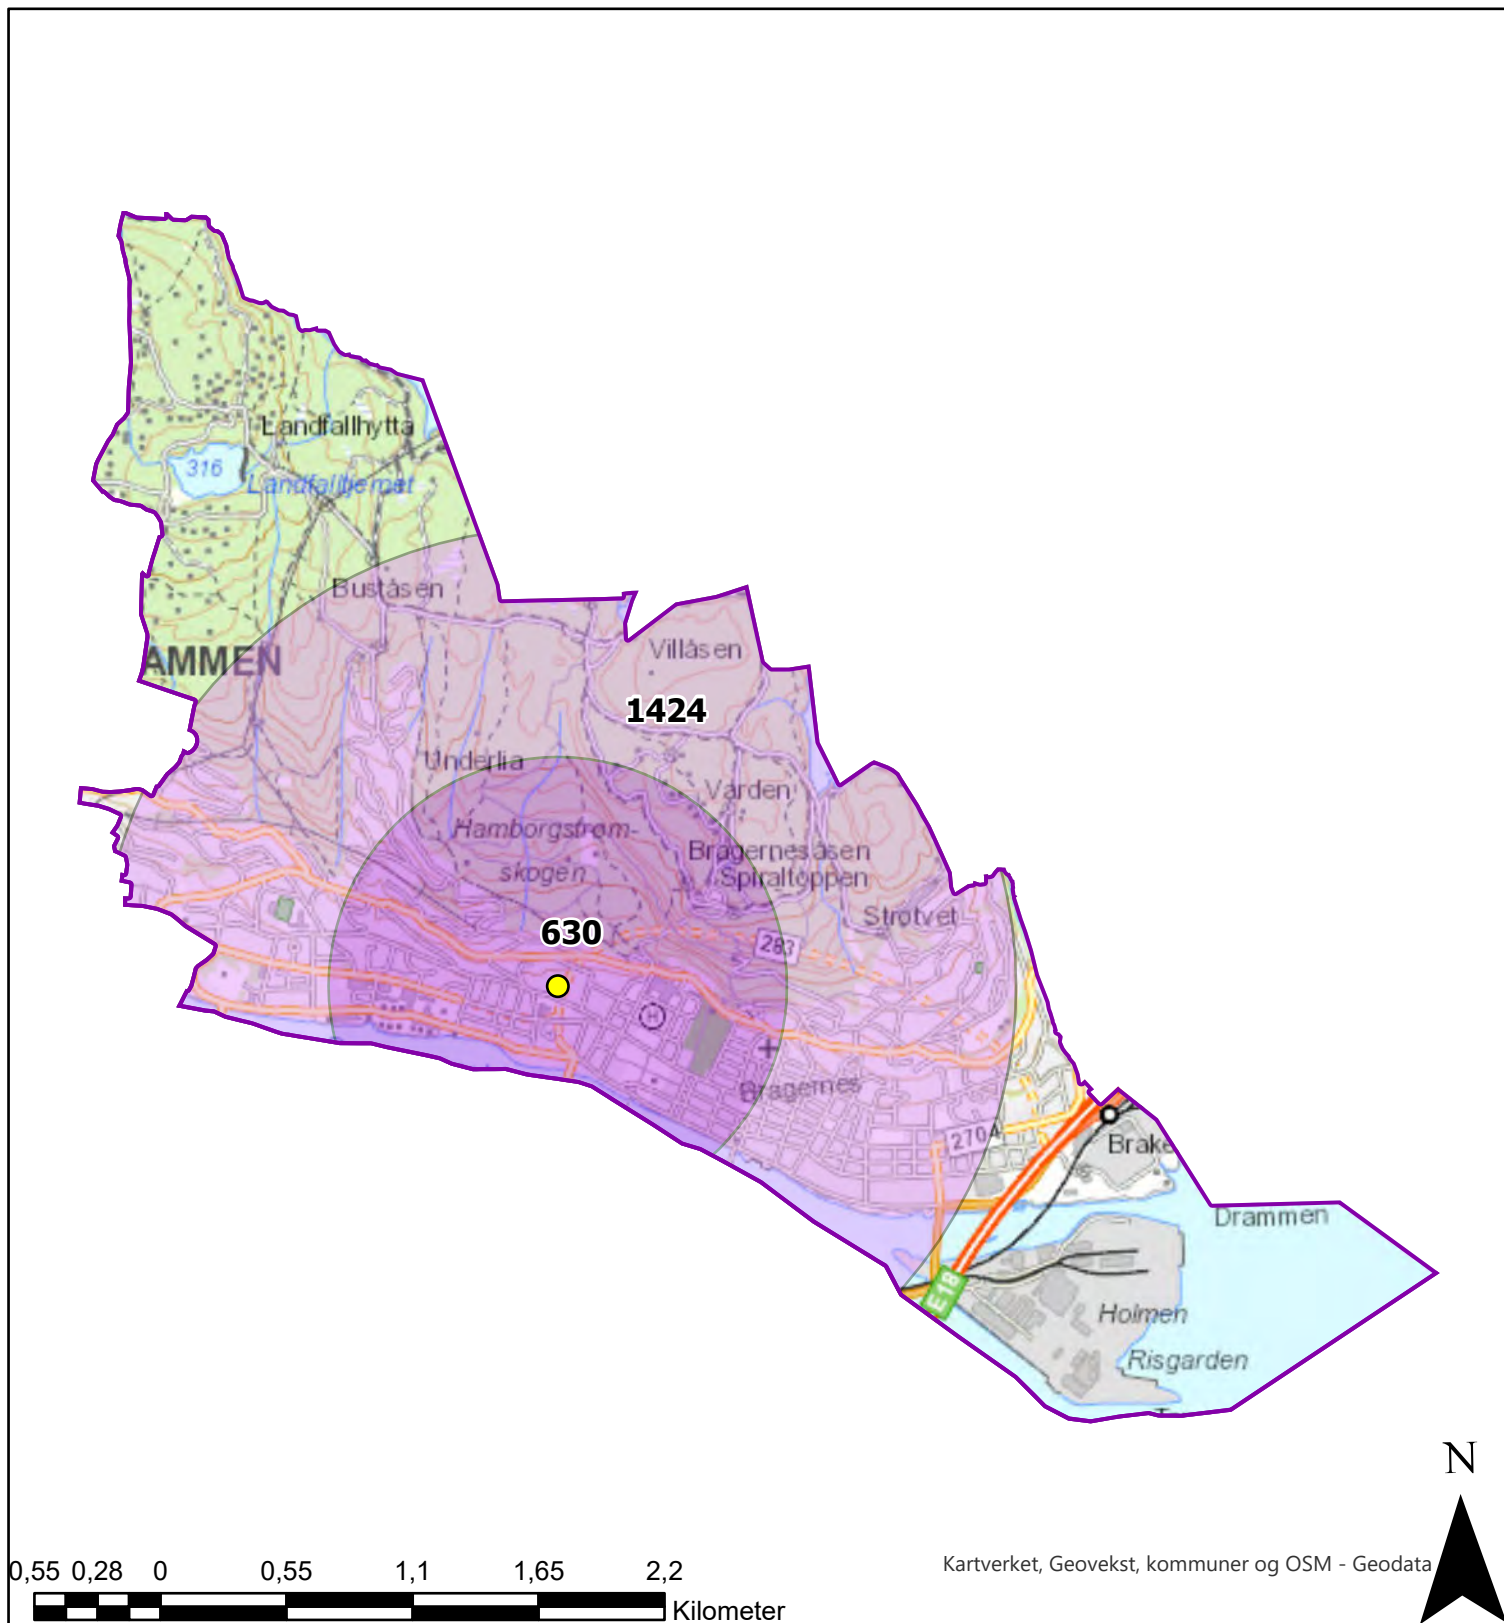 Landfallhytta
316
Landfalltjernet
Buståsen
AMMEN
Villåsen
1424
Underlia
Varden
Hamborgstrøm-
skogen
Bragernesåsen
Spiraltoppen
Strøtvet
630
283
H
Bragernes
2704
Brake
Drammen
E18
Holmen
Risgarden
N
Kartverket, Geovekst, kommuner og OSM - Geodata
0,55 0,28 0 0,55 1,1 1,65 2,2
Kilometer